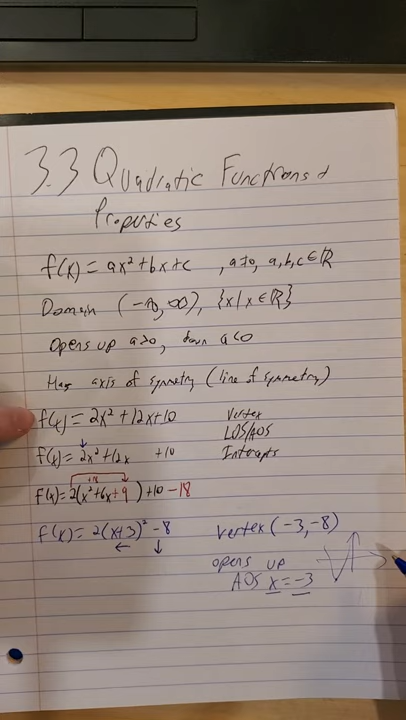 3.3 Quadratic Functions +
Properties
f(x) = ax² + bx + c , a≠0, a,b,c ∈ ℝ
Domain (-∞, ∞), {x | x ∈ ℝ}
Opens up a>0, down a<0
Has axis of symmetry (line of symmetry)
f(x) = 2x² + 12x + 10 Vertex
LOS/AOS
f(x) = 2x² + 12x +10 Intercepts
+18
f(x) = 2(x² + 6x + 9 ) + 10 - 18
f(x) = 2(x+3)² - 8 vertex (-3, -8)
opens up
AOS x = -3